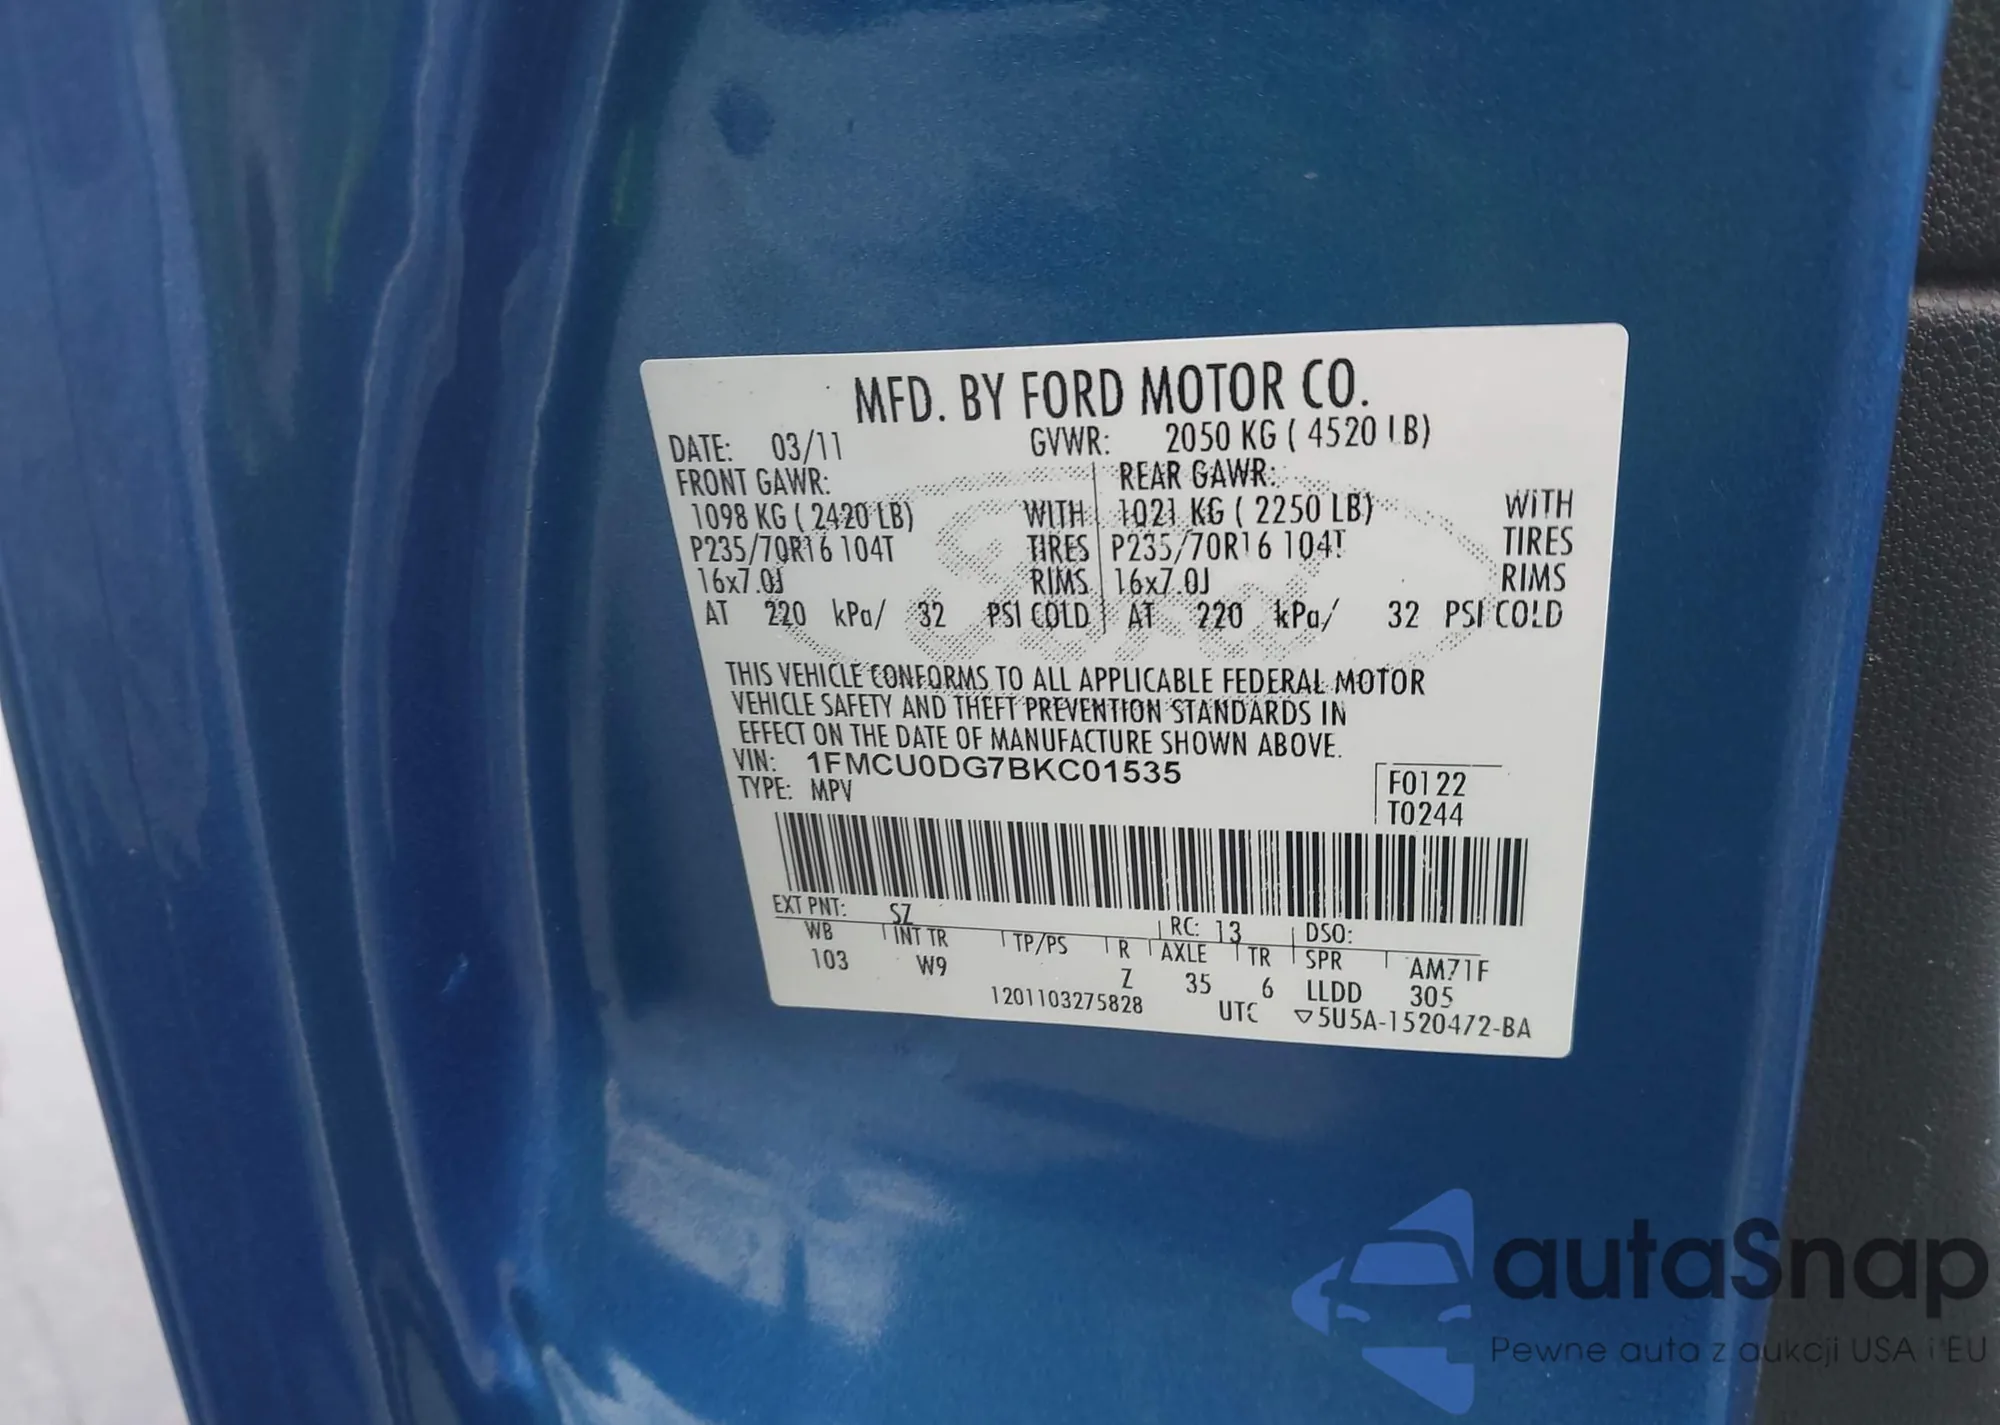 MFD. BY FORD MOTOR CO.
DATE: 03/11 GVWR: 2050 KG ( 4520 LB)
FRONT GAWR: REAR GAWR:
1098 KG ( 2420 LB) WITH 1021 KG ( 2250 LB) WITH
P235/70R16 104T TIRES P235/70R16 104T TIRES
16x7.0J RIMS 16x7.0J RIMS
AT 220 kPa/ 32 PSI COLD AT 220 kPa/ 32 PSI COLD
THIS VEHICLE CONFORMS TO ALL APPLICABLE FEDERAL MOTOR
VEHICLE SAFETY AND THEFT PREVENTION STANDARDS IN
EFFECT ON THE DATE OF MANUFACTURE SHOWN ABOVE.
VIN: 1FMCU0DG7BKC01535
TYPE: MPV
F0122
T0244
EXT PNT: SZ RC: 13 DSO:
WB INT TR TP/PS R AXLE TR SPR AM71F
103 W9 Z 35 6 LLDD 305
1201103275828 UTC ▽5U5A-1520472-BA
autaSnap
Pewne auta z aukcji USA i EU